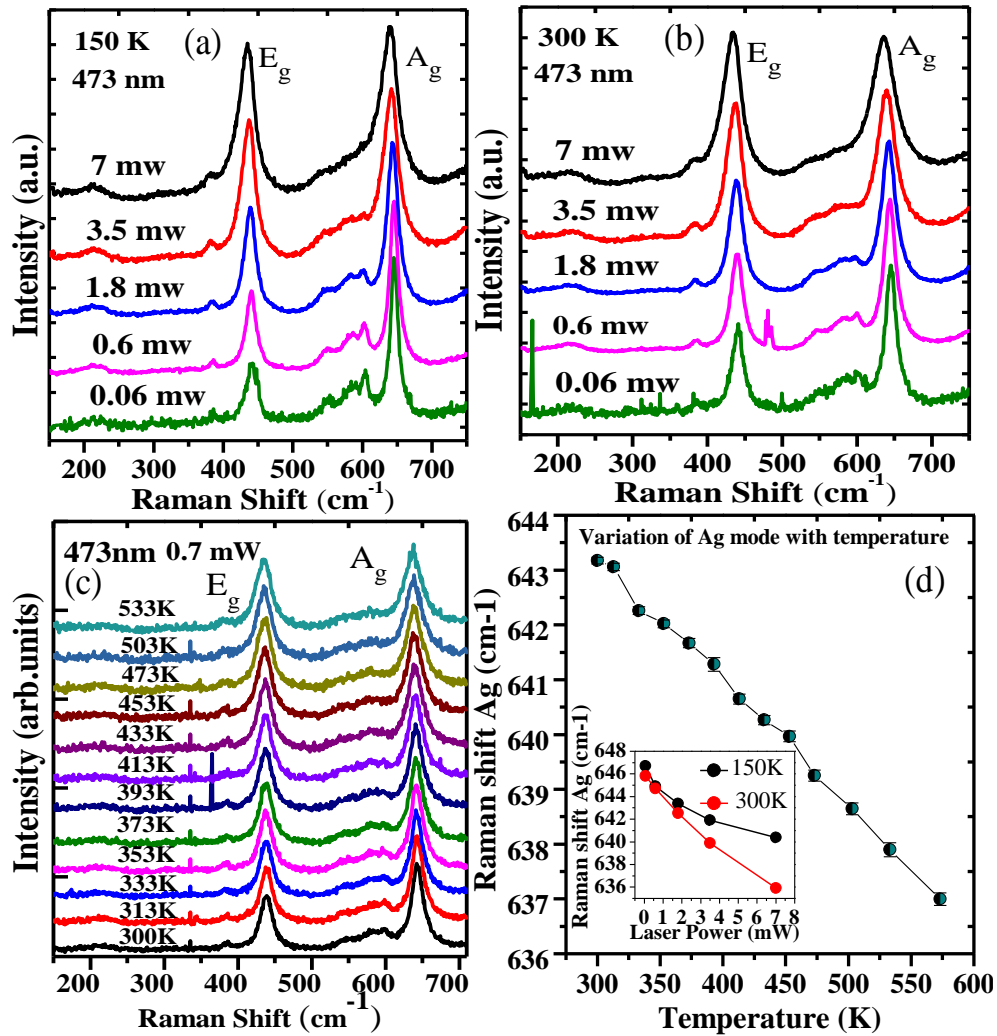 150 K
473 nm
(a)
E_g
A_g
7 mw
3.5 mw
1.8 mw
0.6 mw
0.06 mw
Intensity (a.u.)
200 300 400 500 600 700
Raman Shift (cm^-1)
300 K
473 nm
(b)
E_g
A_g
7 mw
3.5 mw
1.8 mw
0.6 mw
0.06 mw
Intensity (a.u.)
200 300 400 500 600 700
Raman Shift (cm^-1)
473nm 0.7 mW
(c)
E_g
A_g
533K
503K
473K
453K
433K
413K
393K
373K
353K
333K
313K
300K
Intensity (arb.units)
200 300 400 500 600 700
Raman Shift (cm^-1)
Variation of Ag mode with temperature
(d)
644
643
642
641
640
639
638
637
636
Raman shift Ag (cm-1)
300 350 400 450 500 550 600
Temperature (K)
150K
300K
648
646
644
642
640
638
636
Raman shift Ag (cm-1)
0 1 2 3 4 5 6 7 8
Laser Power (mW)